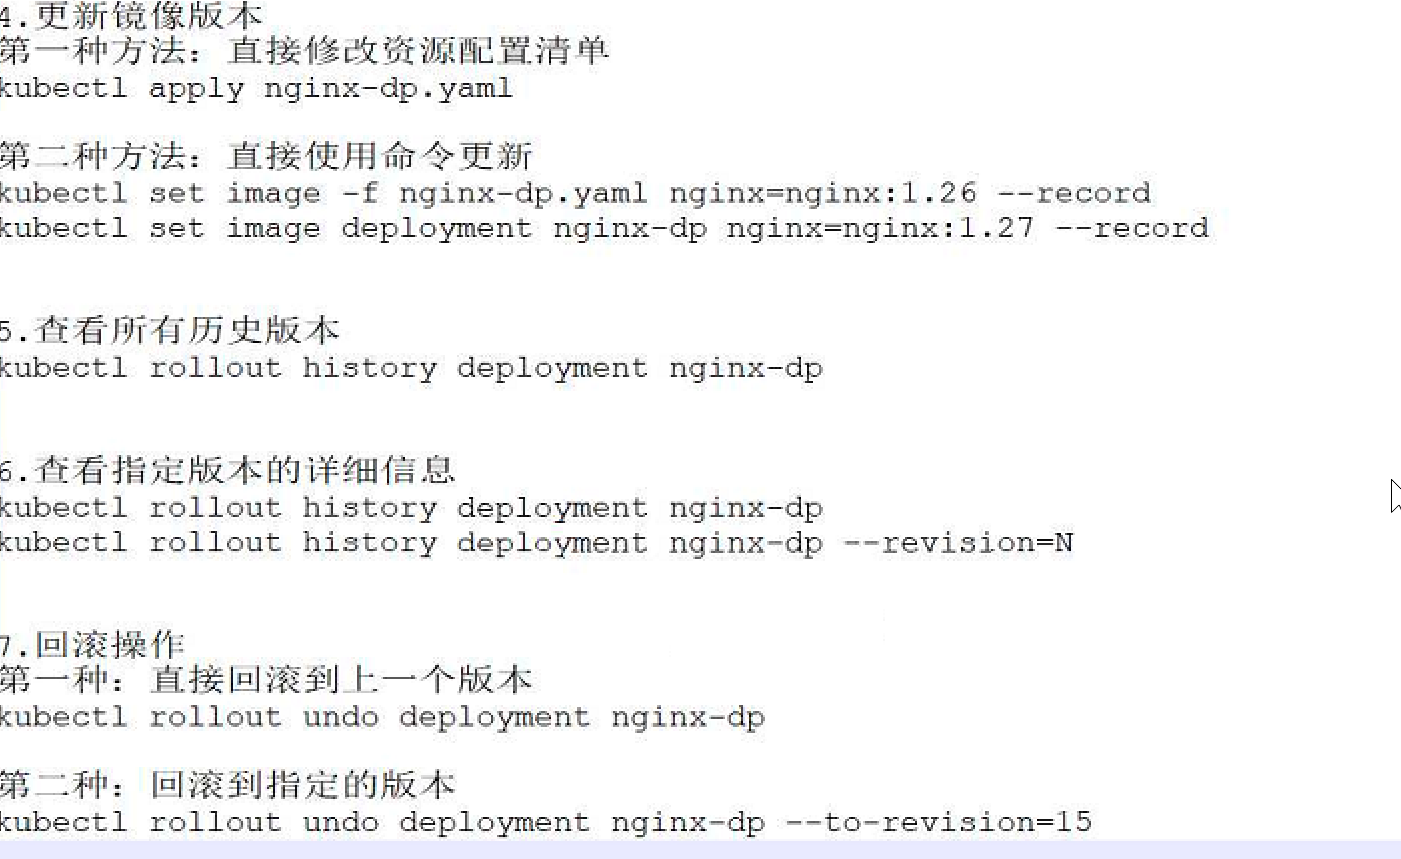 4.更新镜像版本
第一种方法：直接修改资源配置清单
kubectl apply nginx-dp.yaml
第二种方法：直接使用命令更新
kubectl set image -f nginx-dp.yaml nginx=nginx:1.26 --record
kubectl set image deployment nginx-dp nginx=nginx:1.27 --record
5.查看所有历史版本
kubectl rollout history deployment nginx-dp
6.查看指定版本的详细信息
kubectl rollout history deployment nginx-dp
kubectl rollout history deployment nginx-dp --revision=N
7.回滚操作
第一种：直接回滚到上一个版本
kubectl rollout undo deployment nginx-dp
第二种：回滚到指定的版本
kubectl rollout undo deployment nginx-dp --to-revision=15